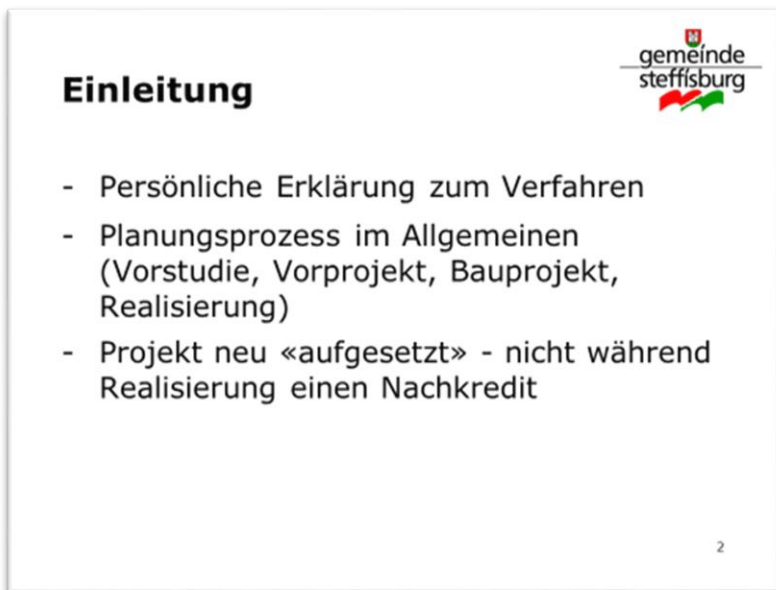 gemeinde
steffisburg
Einleitung
- Persönliche Erklärung zum Verfahren
- Planungsprozess im Allgemeinen
(Vorstudie, Vorprojekt, Bauprojekt,
Realisierung)
- Projekt neu «aufgesetzt» - nicht während
Realisierung einen Nachkredit
2